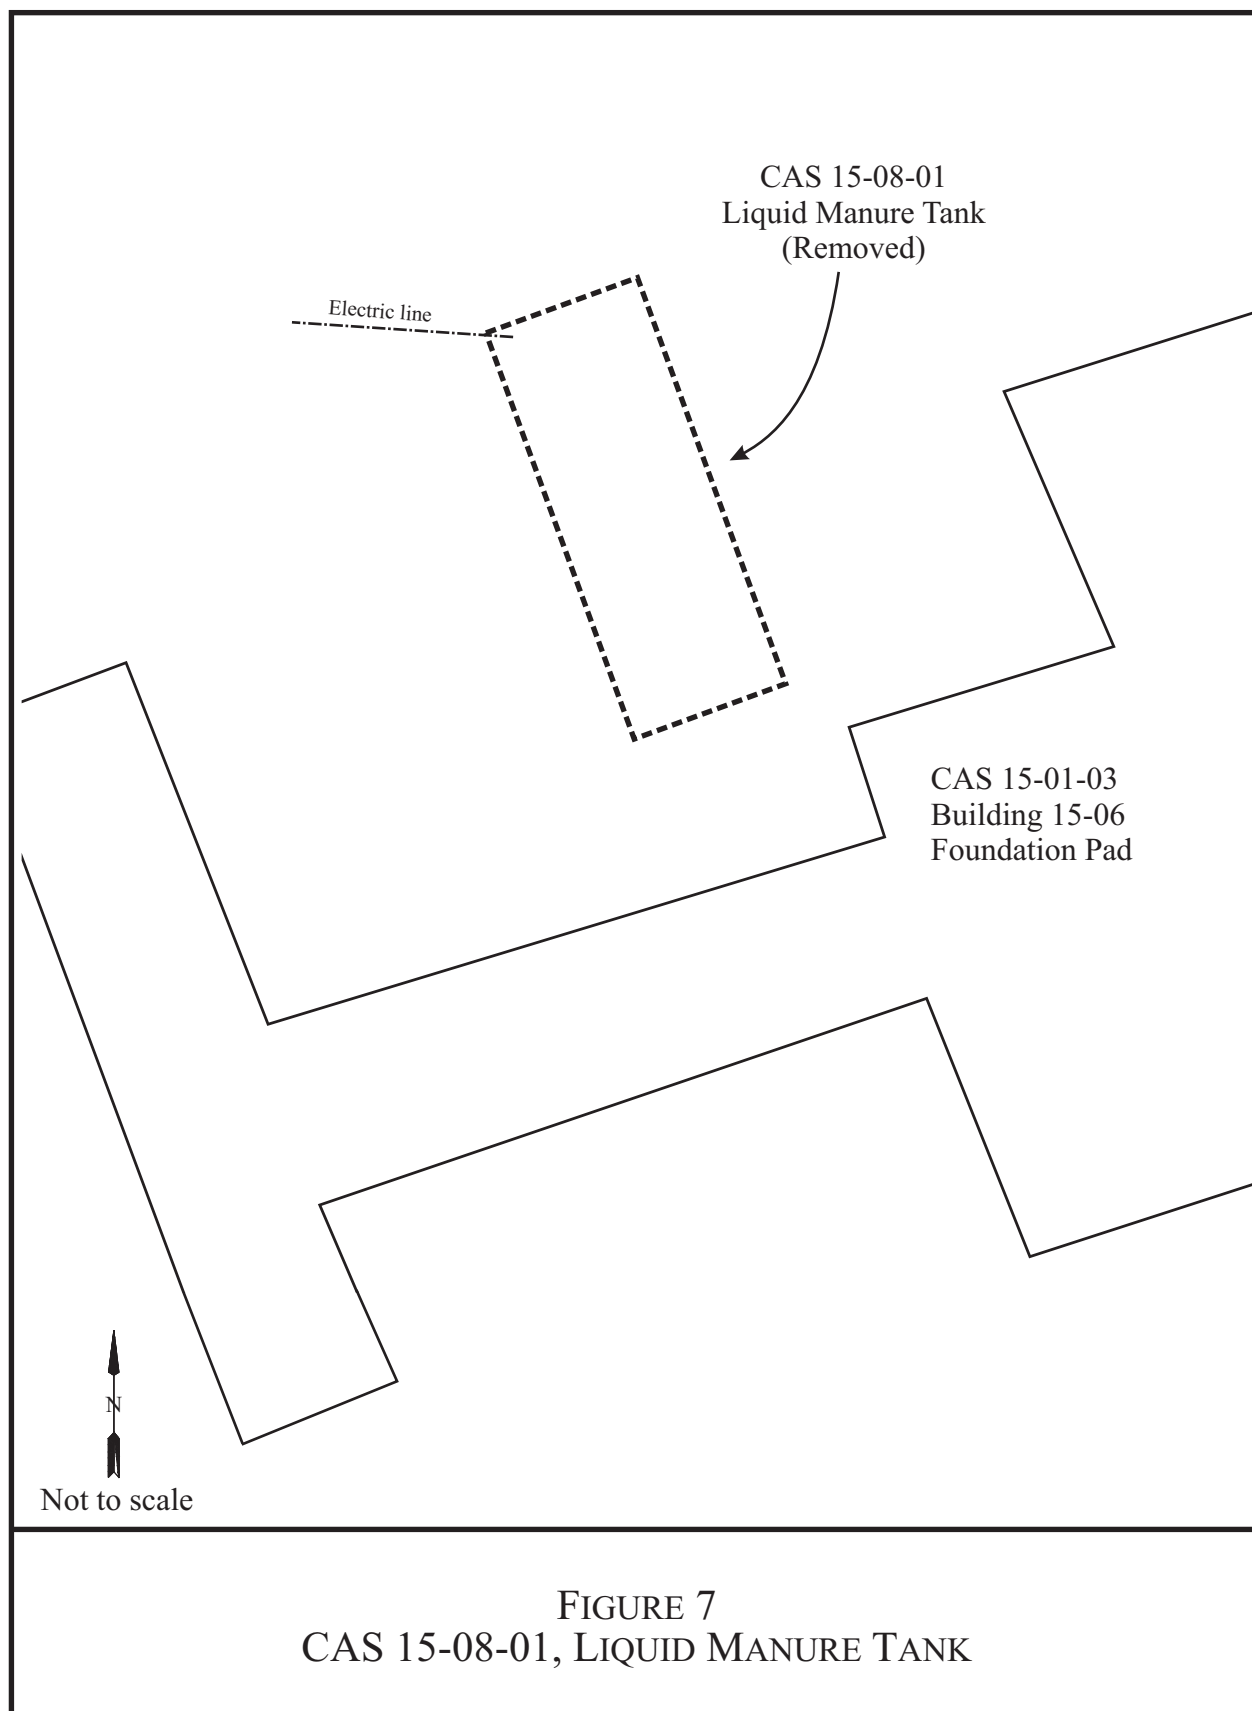 CAS 15-08-01
Liquid Manure Tank
(Removed)
Electric line
CAS 15-01-03
Building 15-06
Foundation Pad
N
Not to scale
FIGURE 7
CAS 15-08-01, LIQUID MANURE TANK